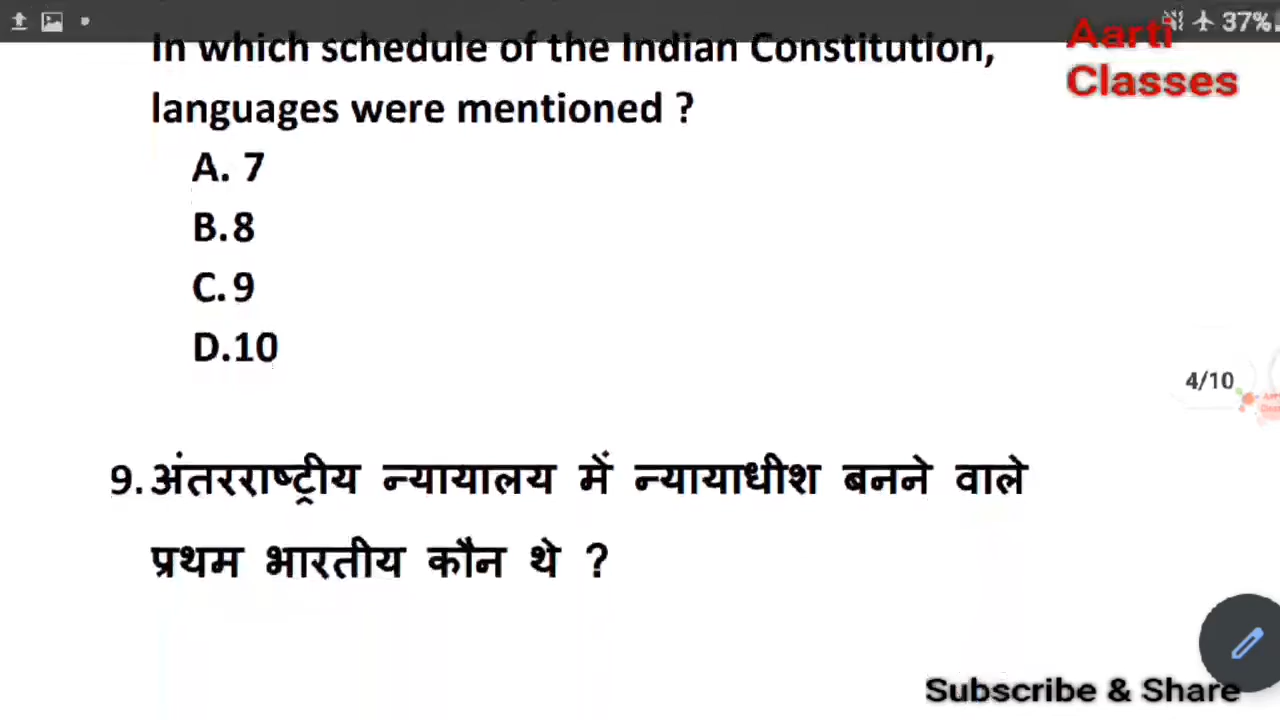 37%
Aarti
Classes
In which schedule of the Indian Constitution,
languages were mentioned ?
A. 7
B. 8
C. 9
D. 10
4/10
9. अंतरराष्ट्रीय न्यायालय में न्यायाधीश बनने वाले
प्रथम भारतीय कौन थे ?
Subscribe & Share